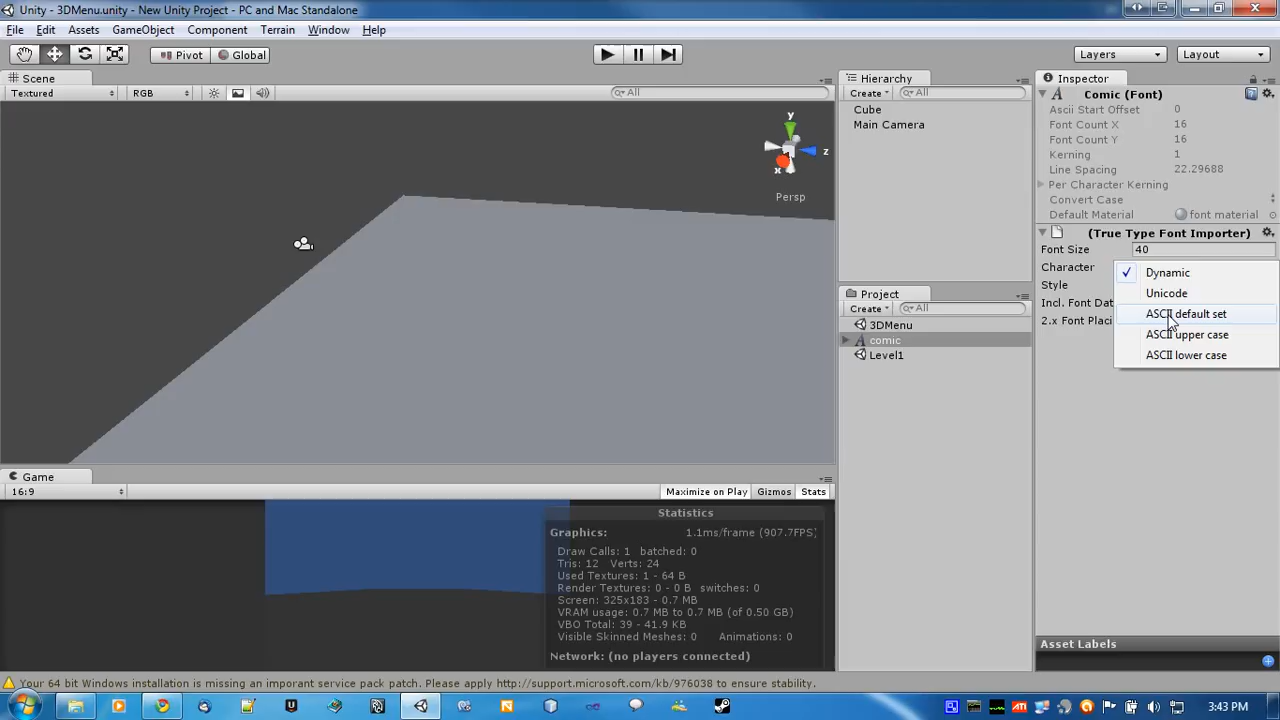 Unity - 3DMenu.unity - New Unity Project - PC and Mac Standalone
File Edit Assets GameObject Component Terrain Window Help
Pivot Global Layers Layout
Scene
Textured RGB All
y
z
x
Persp
Hierarchy
Create All
Cube
Main Camera
Project
Create All
3DMenu
comic
Level1
Inspector
Comic (Font)
Ascii Start Offset 0
Font Count X 16
Font Count Y 16
Kerning 1
Line Spacing 22.29688
Per Character Kerning
Convert Case
Default Material font material
(True Type Font Importer)
Font Size 40
Character
Style
Incl. Font Dat
2.x Font Placi
Dynamic
Unicode
ASCII default set
ASCII upper case
ASCII lower case
Asset Labels
Game
16:9 Maximize on Play Gizmos Stats
Statistics
Graphics: 1.1ms/frame (907.7FPS)
Draw Calls: 1 batched: 0
Tris: 12 Verts: 24
Used Textures: 1 - 64 B
Render Textures: 0 - 0 B switches: 0
Screen: 325x183 - 0.7 MB
VRAM usage: 0.7 MB to 0.7 MB (of 0.50 GB)
VBO Total: 39 - 41.9 KB
Visible Skinned Meshes: 0 Animations: 0
Network: (no players connected)
Your 64 bit Windows installation is missing an imporant service pack patch. Please apply http://support.microsoft.com/kb/976038 to ensure stability.
3:43 PM